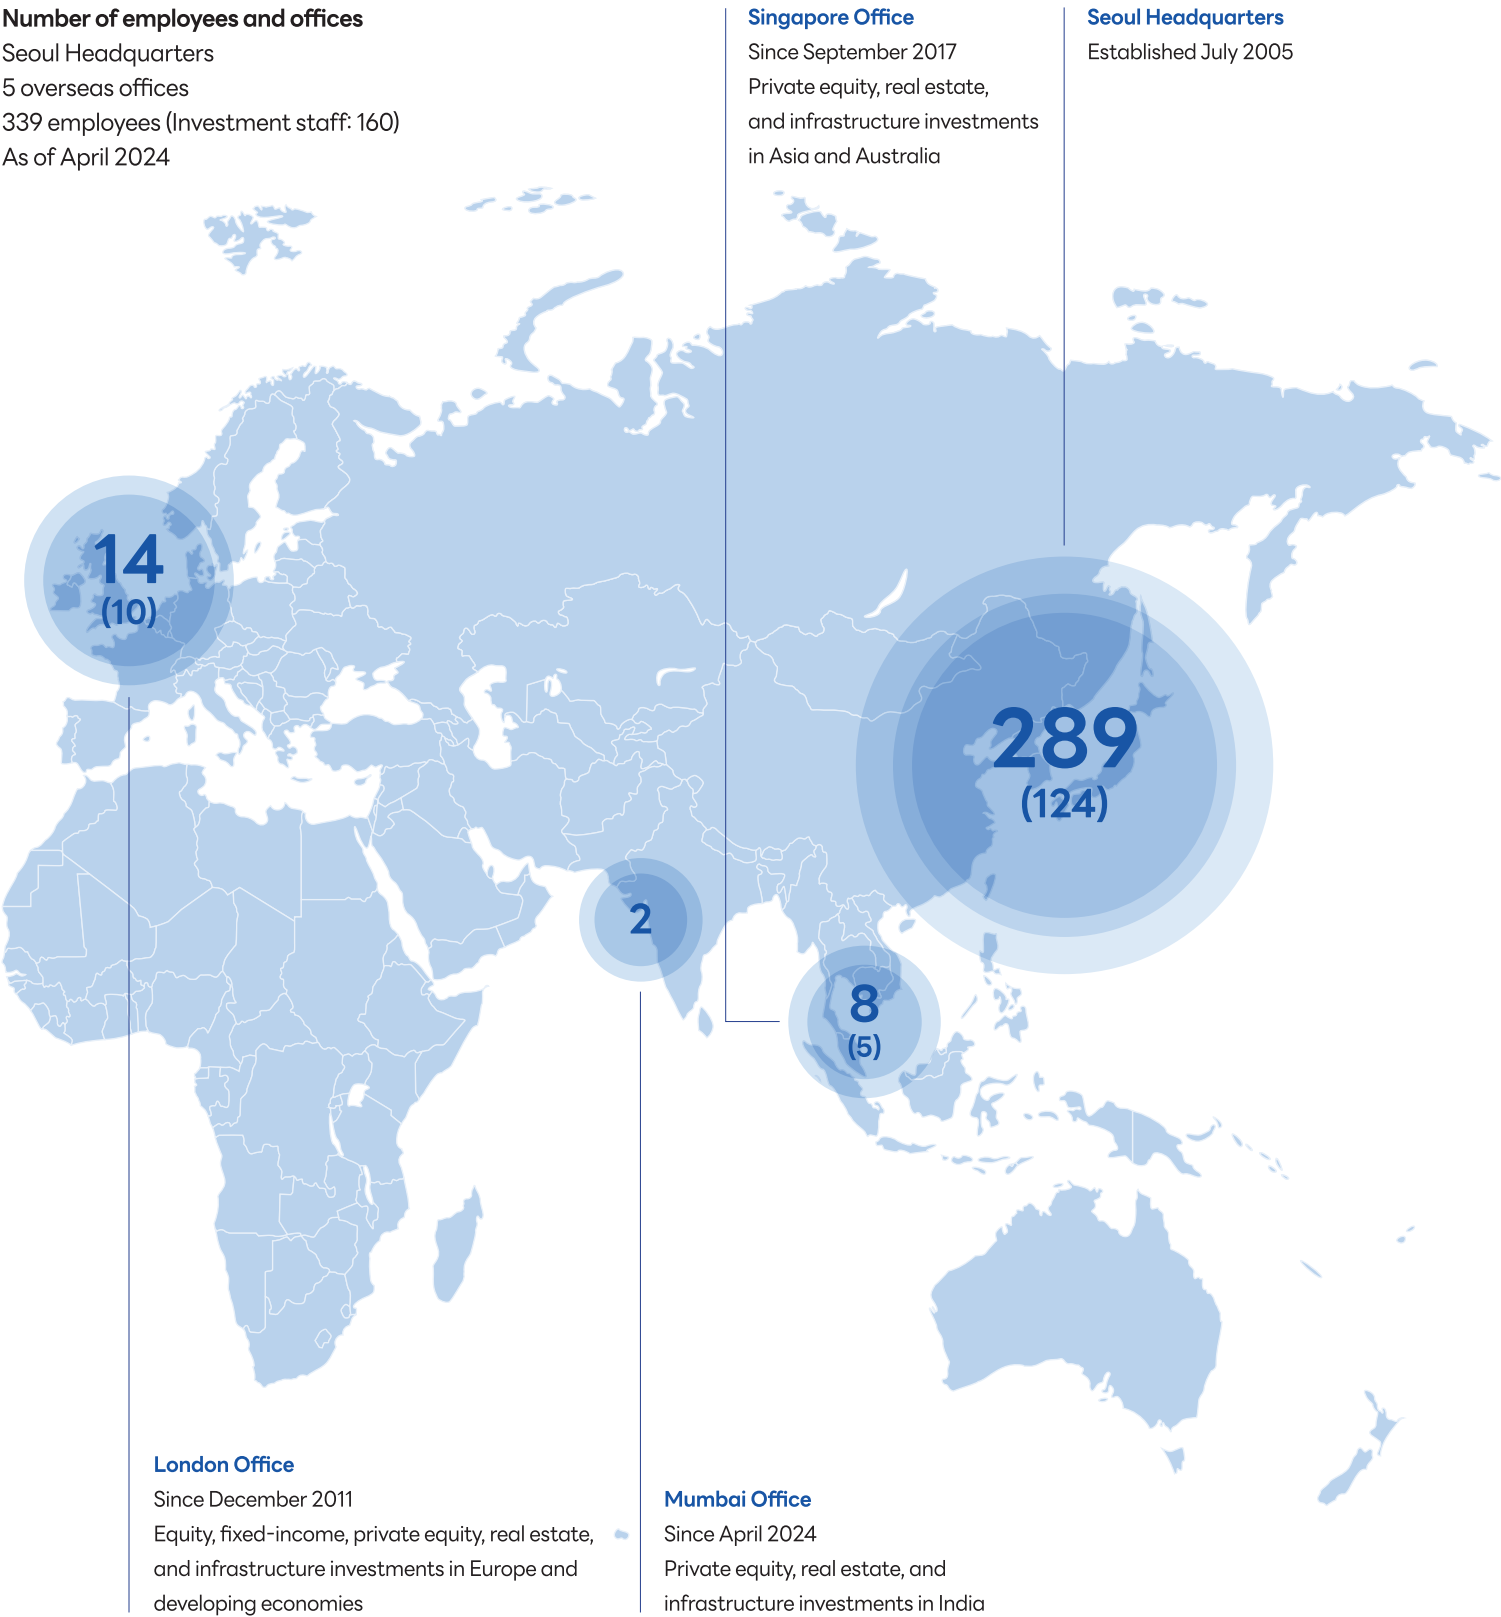 Number of employees and offices
Seoul Headquarters
5 overseas offices
339 employees (Investment staff: 160)
As of April 2024
Singapore Office
Since September 2017
Private equity, real estate,
and infrastructure investments
in Asia and Australia
Seoul Headquarters
Established July 2005
14
(10)
289
(124)
2
8
(5)
London Office
Since December 2011
Equity, fixed-income, private equity, real estate,
and infrastructure investments in Europe and
developing economies
Mumbai Office
Since April 2024
Private equity, real estate, and
infrastructure investments in India